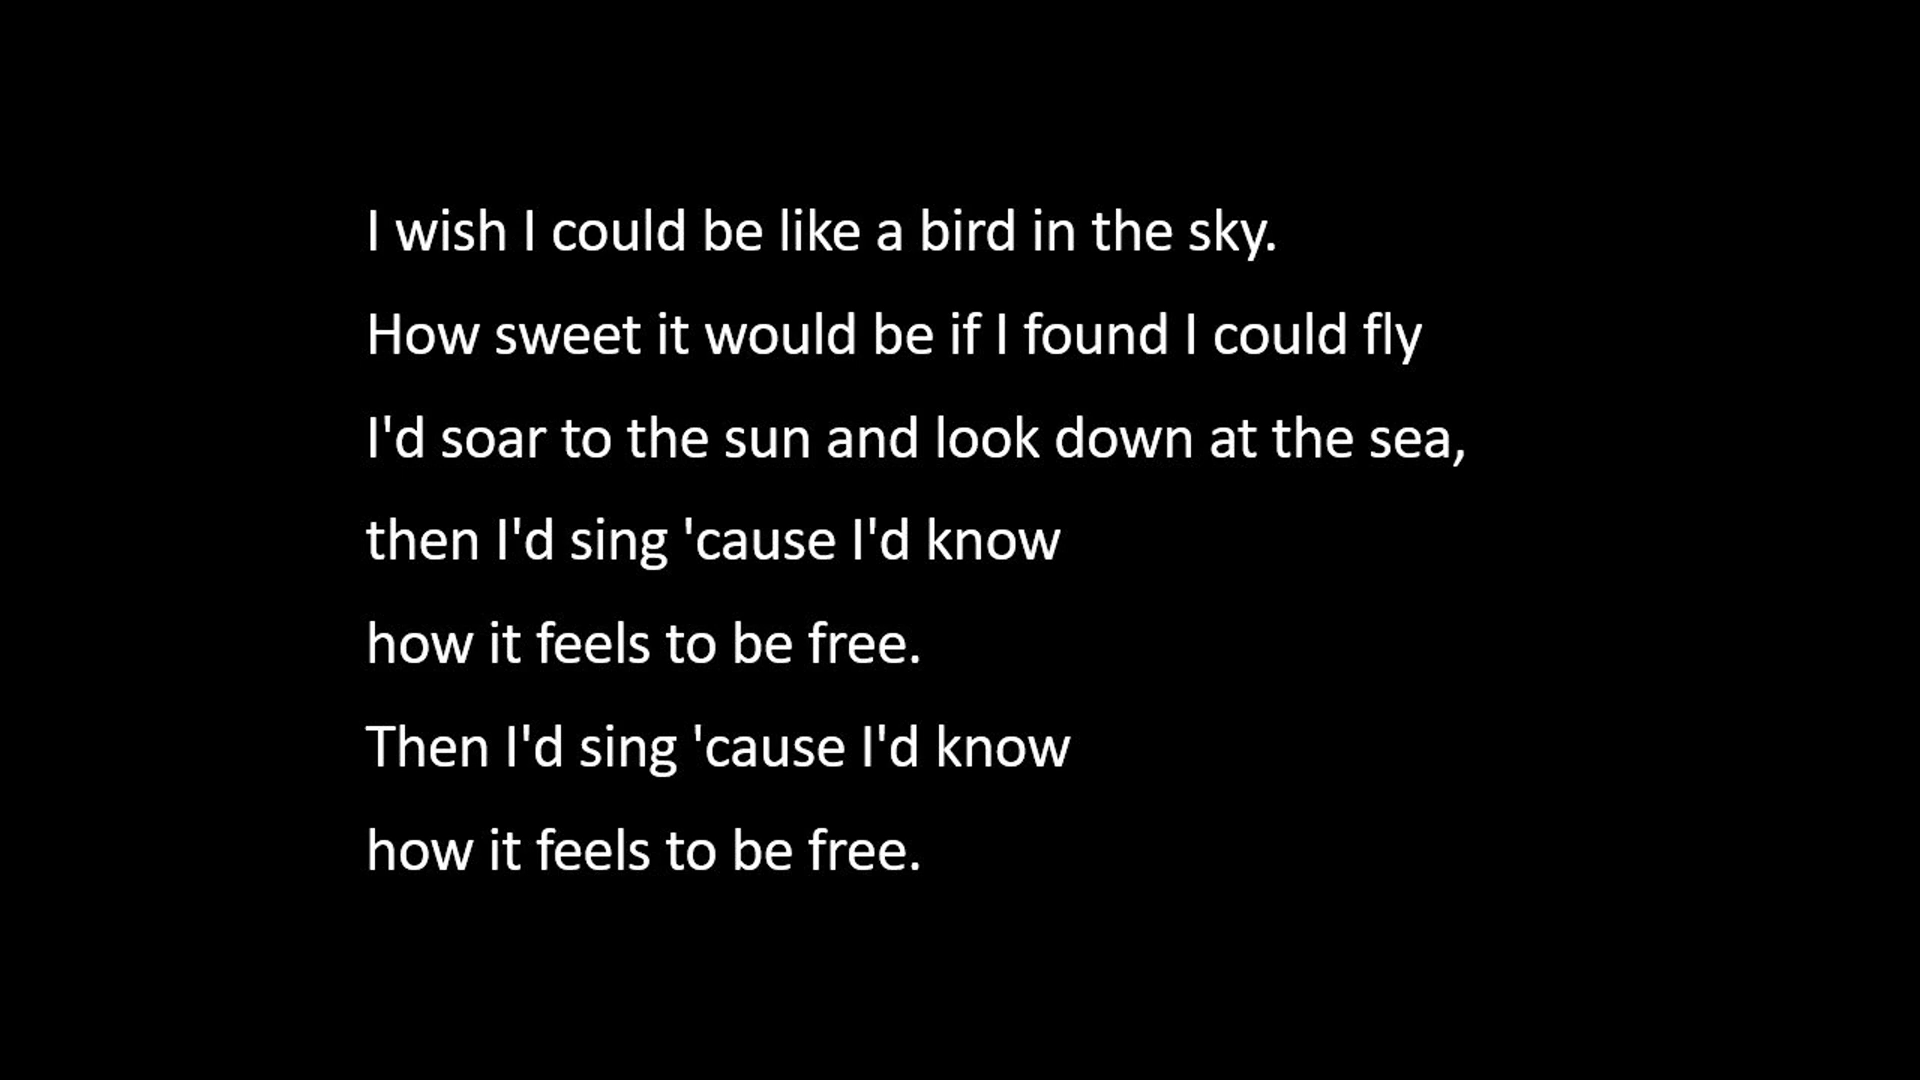 I wish I could be like a bird in the sky.
How sweet it would be if I found I could fly
I'd soar to the sun and look down at the sea,
then I'd sing 'cause I'd know
how it feels to be free.
Then I'd sing 'cause I'd know
how it feels to be free.